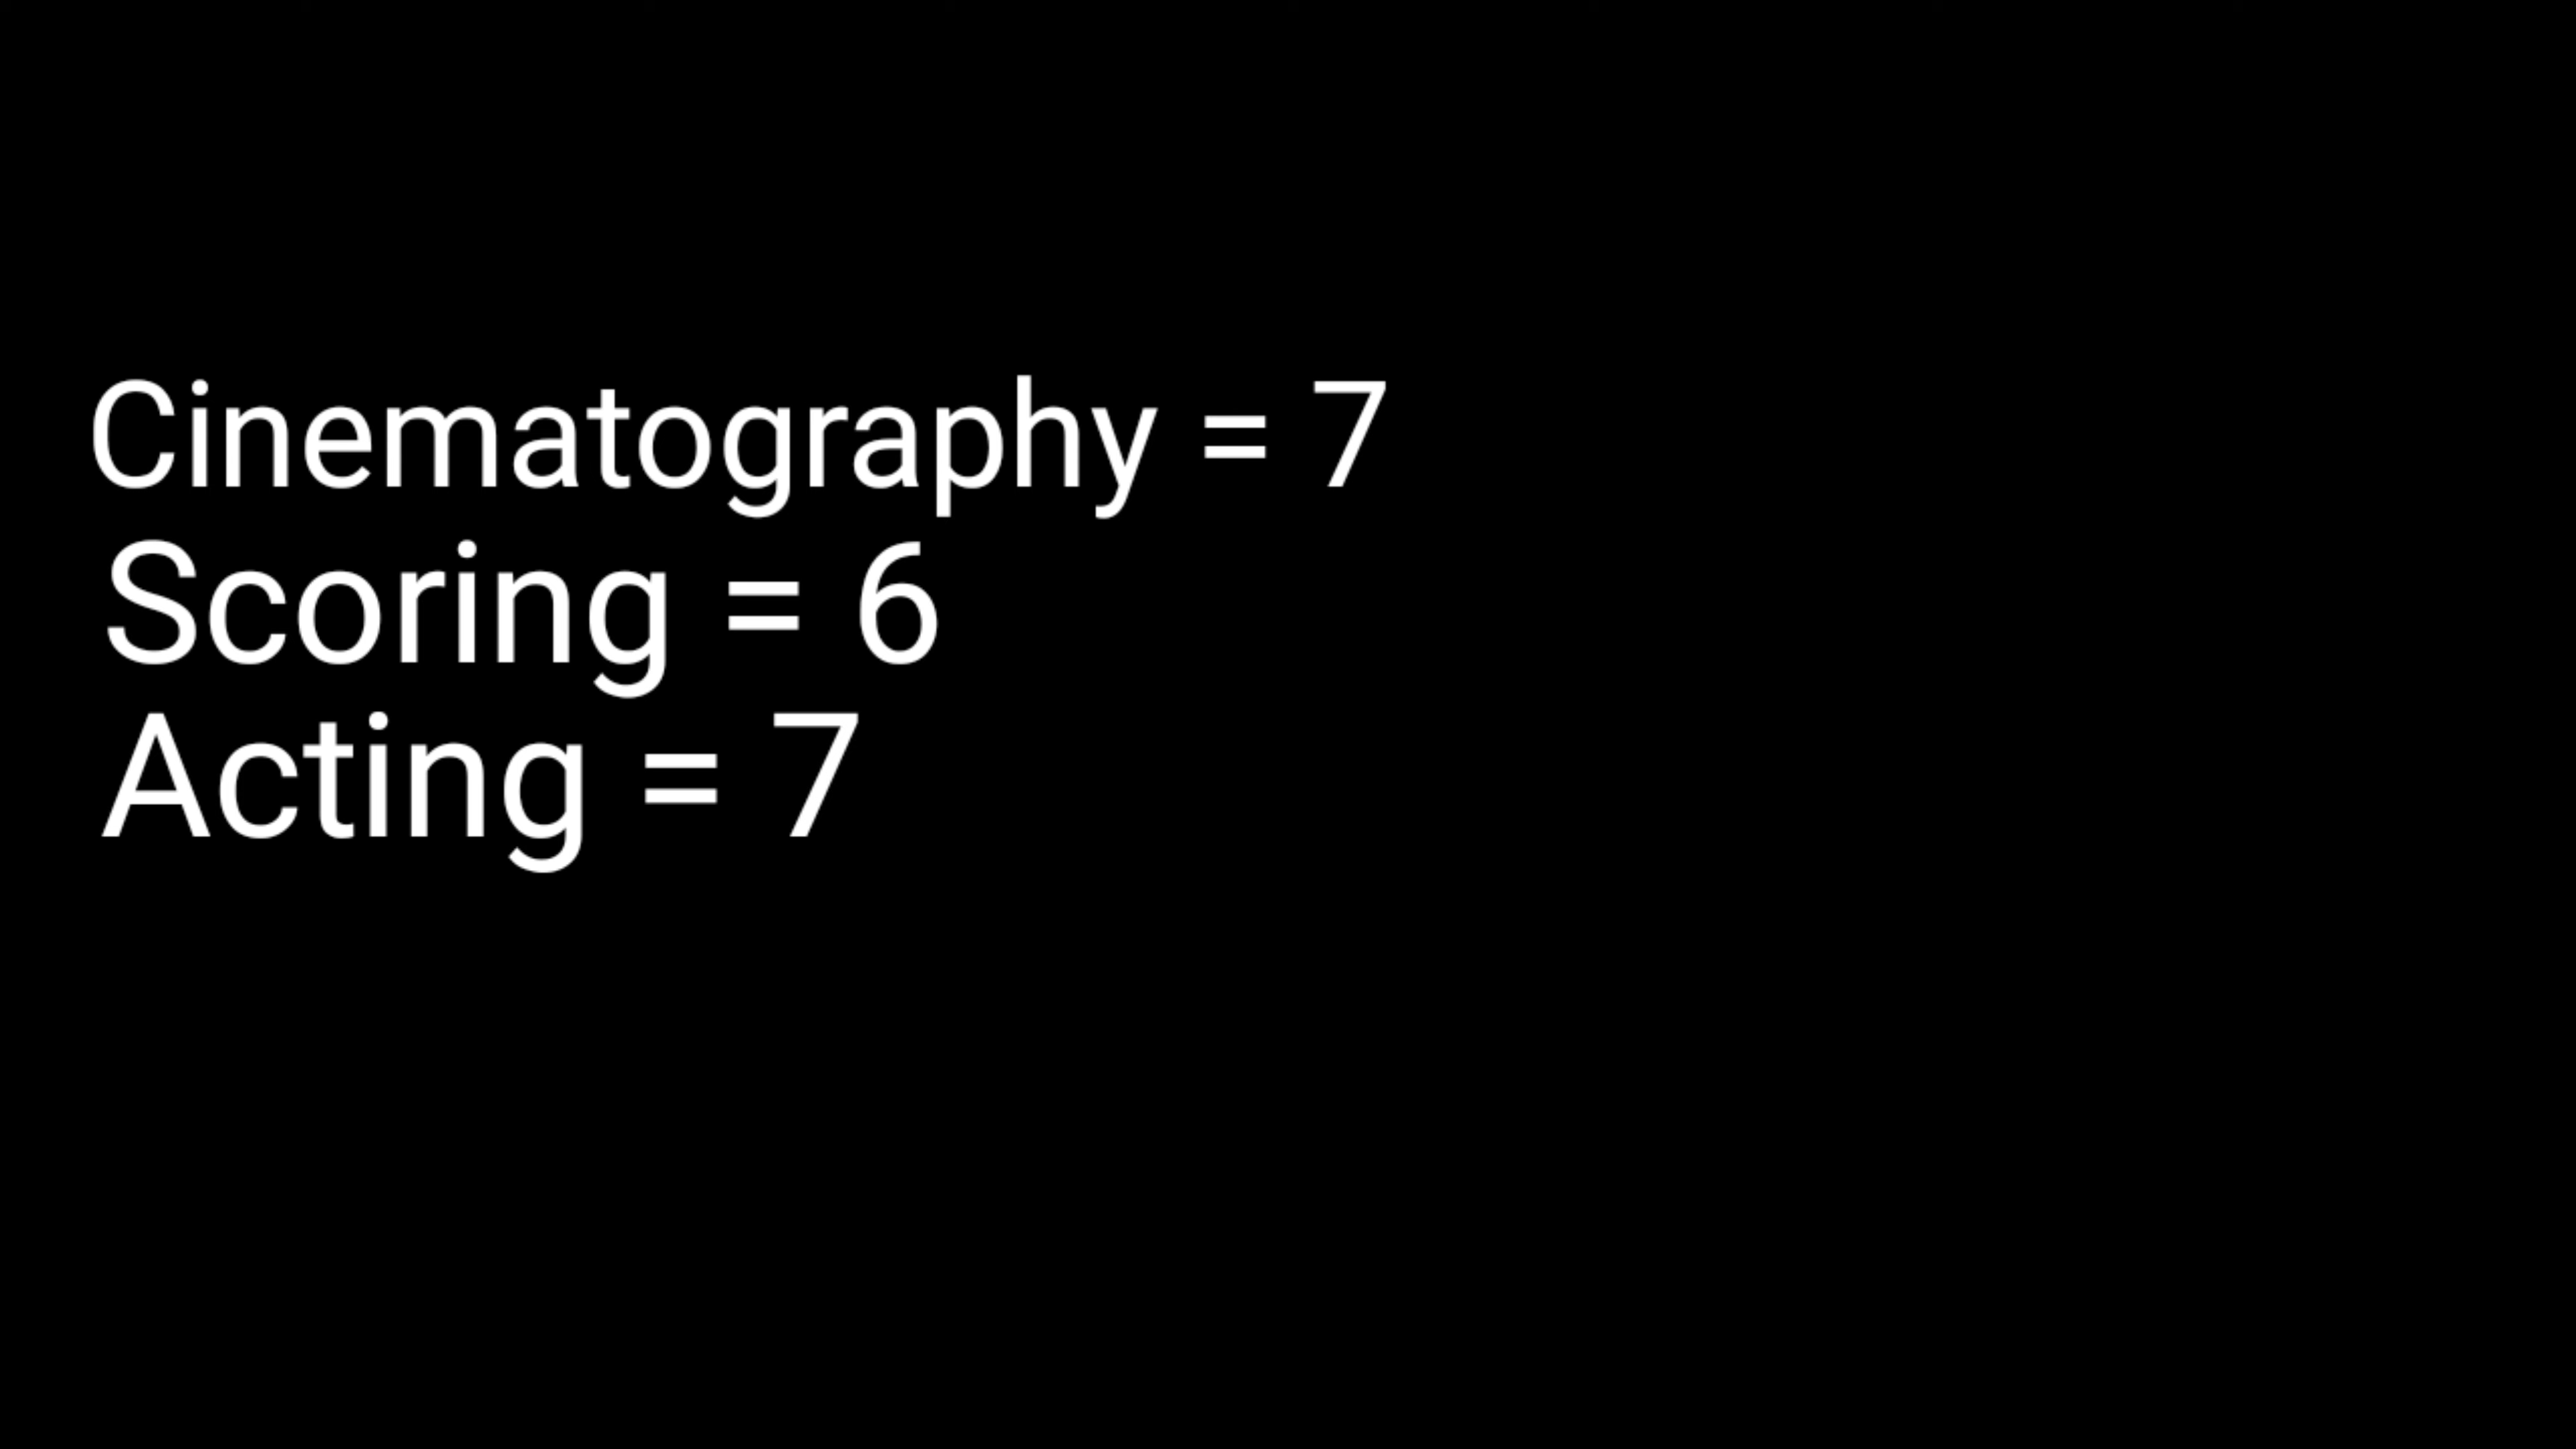 Cinematography = 7
Scoring = 6
Acting = 7